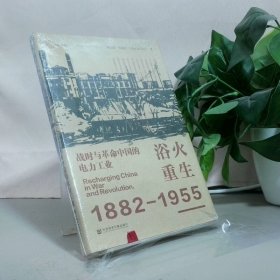 战时与革命中国的
电力工业
Recharging China
in War
and Revolution,
浴火
重生
1882-1955